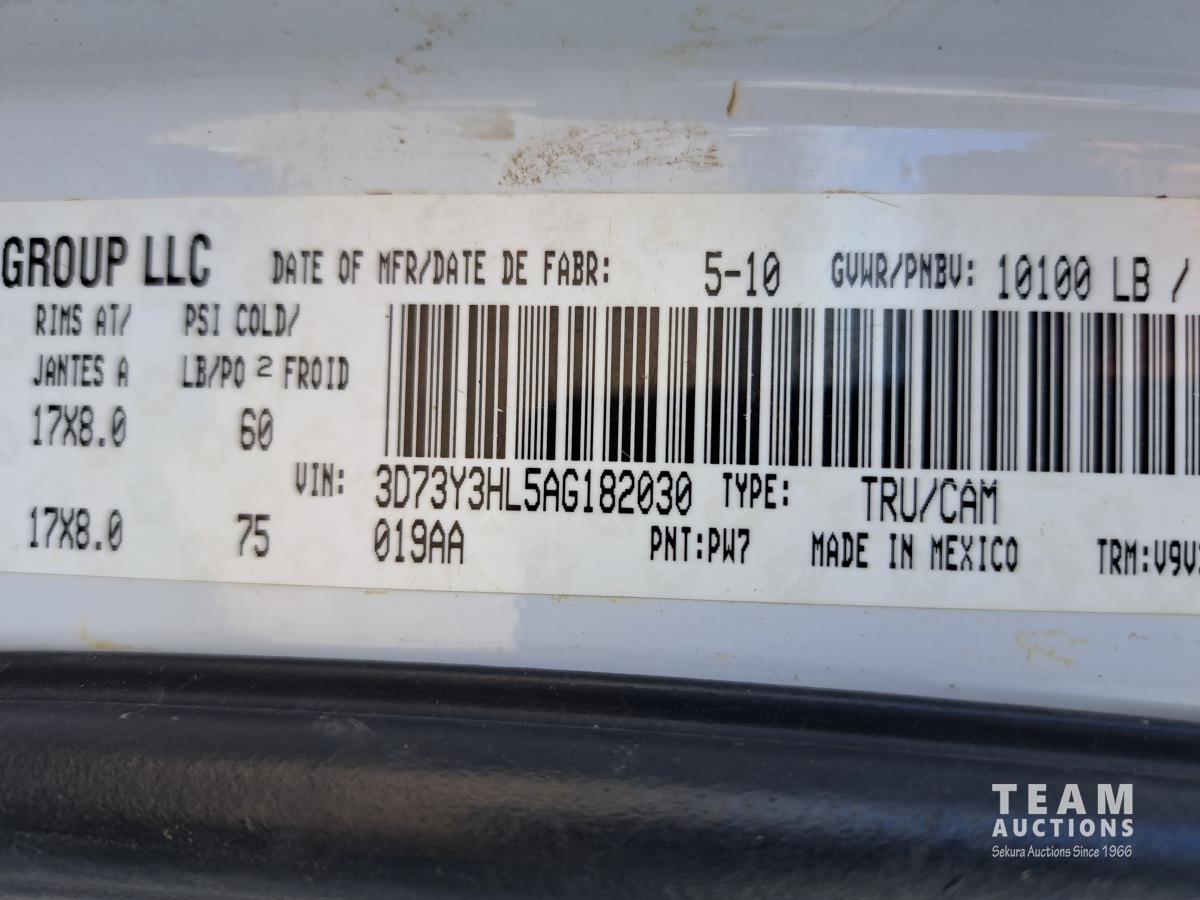 GROUP LLC DATE OF MFR/DATE DE FABR: 5-10 GVWR/PNBV: 10100 LB /
RIMS AT/ PSI COLD/
JANTES A LB/PO 2 FROID
17X8.0 60
VIN: 3D73Y3HL5AG182030 TYPE: TRU/CAM
17X8.0 75 019AA PNT:PW7 MADE IN MEXICO TRM:V9V
TEAM
AUCTIONS
Sekura Auctions Since 1966